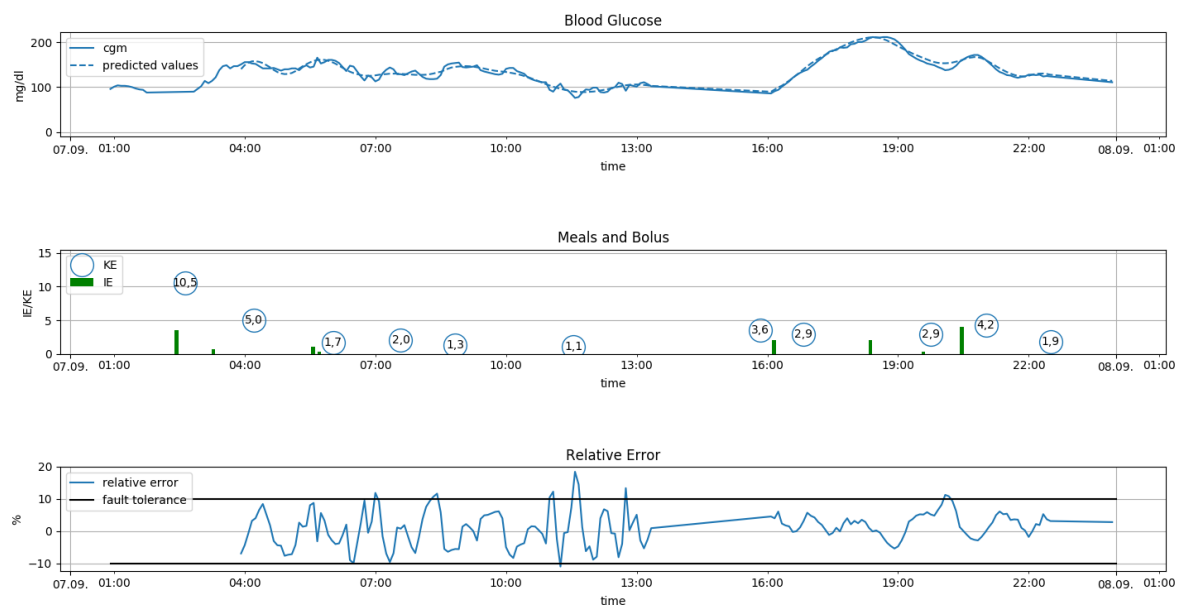 Blood Glucose
mg/dl
200
100
0
cgm
predicted values
07.09. 01:00 04:00 07:00 10:00 13:00 16:00 19:00 22:00 08.09. 01:00
time
Meals and Bolus
IE/KE
15
10
5
0
KE
IE
10,5
5,0
1,7
2,0
1,3
1,1
3,6
2,9
2,9
4,2
1,9
07.09. 01:00 04:00 07:00 10:00 13:00 16:00 19:00 22:00 08.09. 01:00
time
Relative Error
%
20
10
0
−10
relative error
fault tolerance
07.09. 01:00 04:00 07:00 10:00 13:00 16:00 19:00 22:00 08.09. 01:00
time